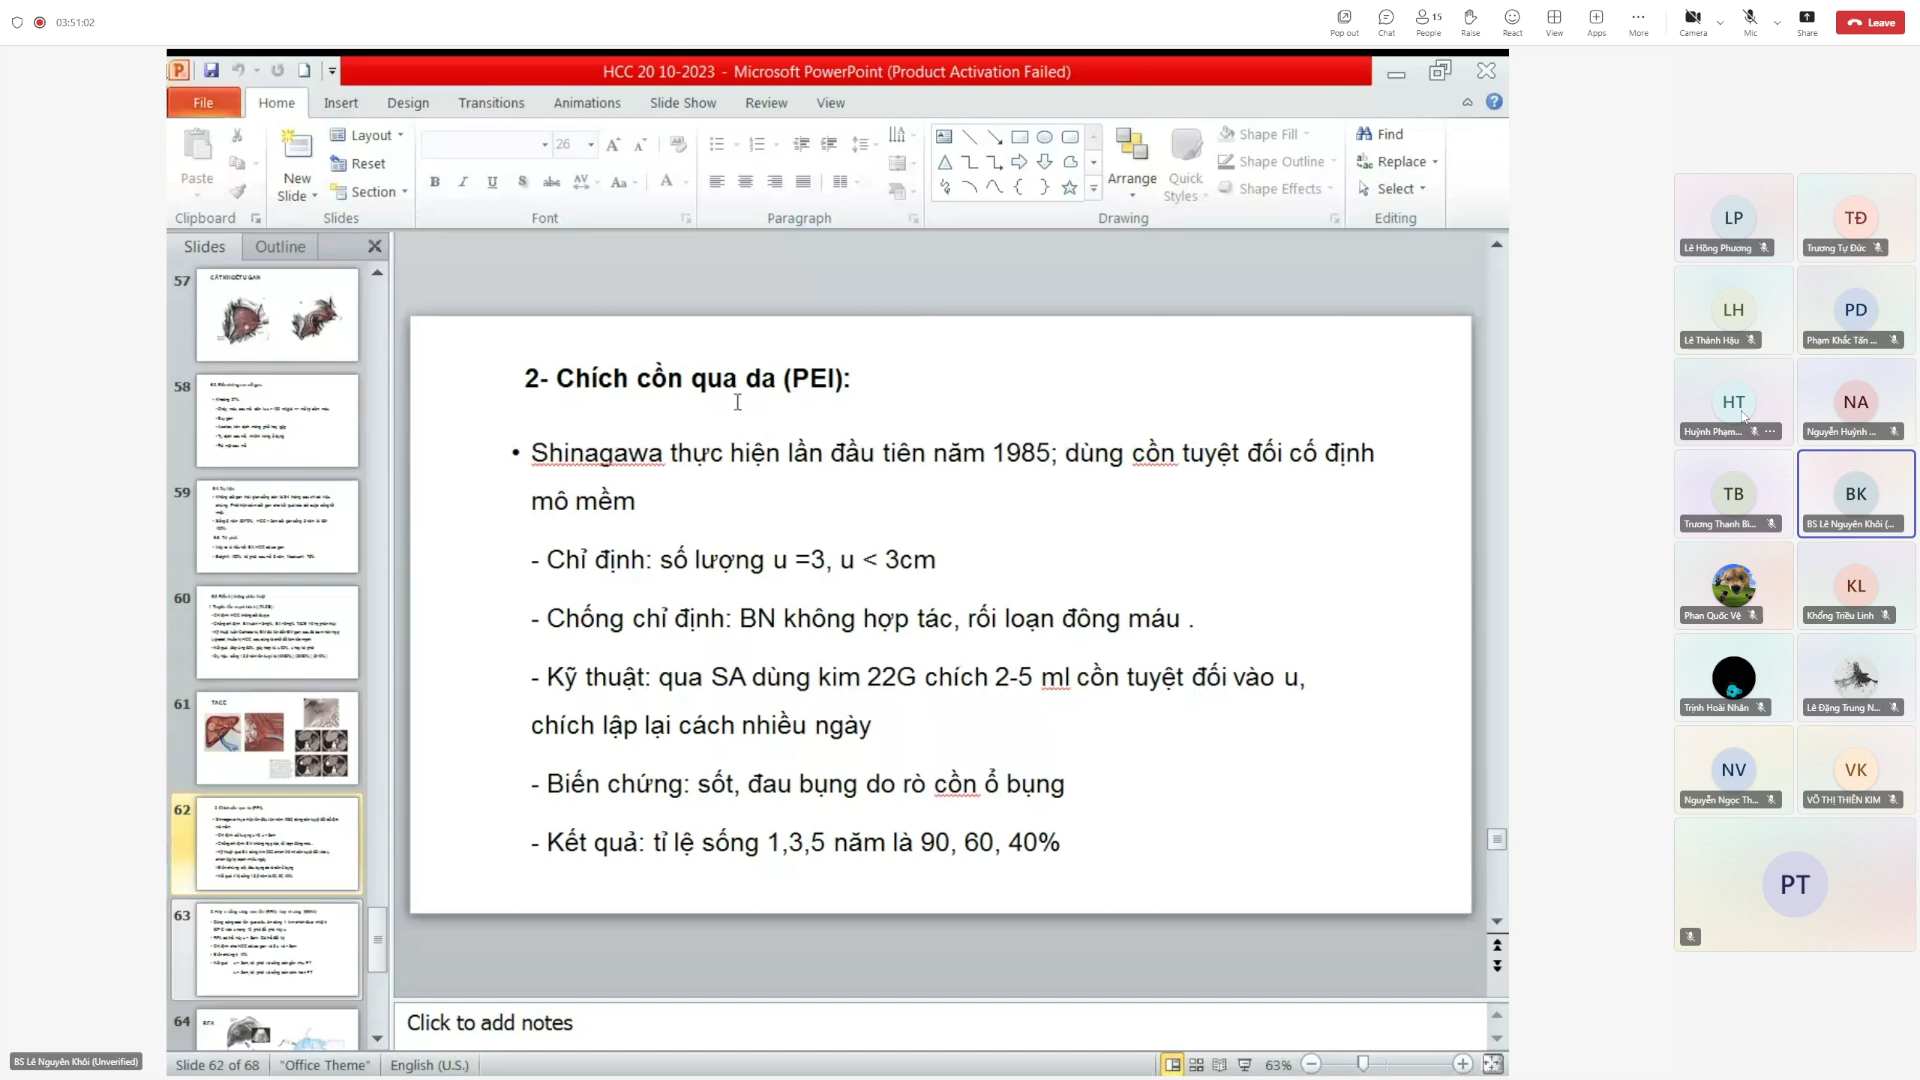 03:51:02
Pop out
Chat
15
People
Raise
React
View
Apps
More
Camera
Mic
Share
Leave
HCC 20 10-2023 - Microsoft PowerPoint (Product Activation Failed)
File
Home
Insert
Design
Transitions
Animations
Slide Show
Review
View
Paste
Clipboard
New Slide
Layout
Reset
Section
Slides
26
Font
Paragraph
Arrange
Quick Styles
Shape Fill
Shape Outline
Shape Effects
Drawing
Find
Replace
Select
Editing
Slides
Outline
57
58
59
60
61
TACE
62
63
64
RFA
2- Chích cồn qua da (PEI):
• Shinagawa thực hiện lần đầu tiên năm 1985; dùng cồn tuyệt đối cố định
mô mềm
- Chỉ định: số lượng u =3, u < 3cm
- Chống chỉ định: BN không hợp tác, rối loạn đông máu .
- Kỹ thuật: qua SA dùng kim 22G chích 2-5 ml cồn tuyệt đối vào u,
chích lập lại cách nhiều ngày
- Biến chứng: sốt, đau bụng do rò cồn ổ bụng
- Kết quả: tỉ lệ sống 1,3,5 năm là 90, 60, 40%
Click to add notes
Slide 62 of 68
"Office Theme"
English (U.S.)
63%
BS Lê Nguyên Khôi (Unverified)
LP
Lê Hồng Phương
TĐ
Trương Tự Đức
LH
Lê Thành Hậu
PD
Phạm Khắc Tấn ...
HT
Huỳnh Phạm...
NA
Nguyễn Huỳnh ...
TB
Trương Thanh Bì...
BK
BS Lê Nguyên Khôi (...
Phan Quốc Vệ
KL
Khổng Triều Linh
Trịnh Hoài Nhân
Lê Đặng Trung N...
NV
Nguyễn Ngọc Th...
VK
VÕ THỊ THIÊN KIM
PT